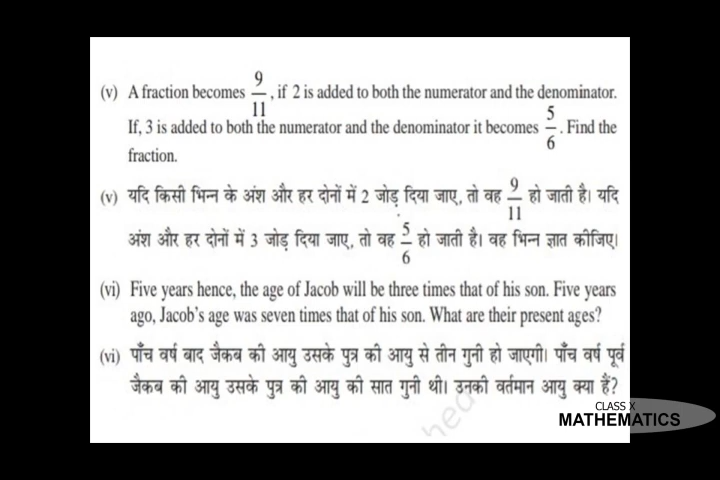 (v) A fraction becomes 9/11, if 2 is added to both the numerator and the denominator.
If, 3 is added to both the numerator and the denominator it becomes 5/6. Find the
fraction.
(v) यदि किसी भिन्न के अंश और हर दोनों में 2 जोड़ दिया जाए, तो वह 9/11 हो जाती है। यदि
अंश और हर दोनों में 3 जोड़ दिया जाए, तो वह 5/6 हो जाती है। वह भिन्न ज्ञात कीजिए।
(vi) Five years hence, the age of Jacob will be three times that of his son. Five years
ago, Jacob's age was seven times that of his son. What are their present ages?
(vi) पाँच वर्ष बाद जैकब की आयु उसके पुत्र की आयु से तीन गुनी हो जाएगी। पाँच वर्ष पूर्व
जैकब की आयु उसके पुत्र की आयु की सात गुनी थी। उनकी वर्तमान आयु क्या हैं?
CLASS X
MATHEMATICS